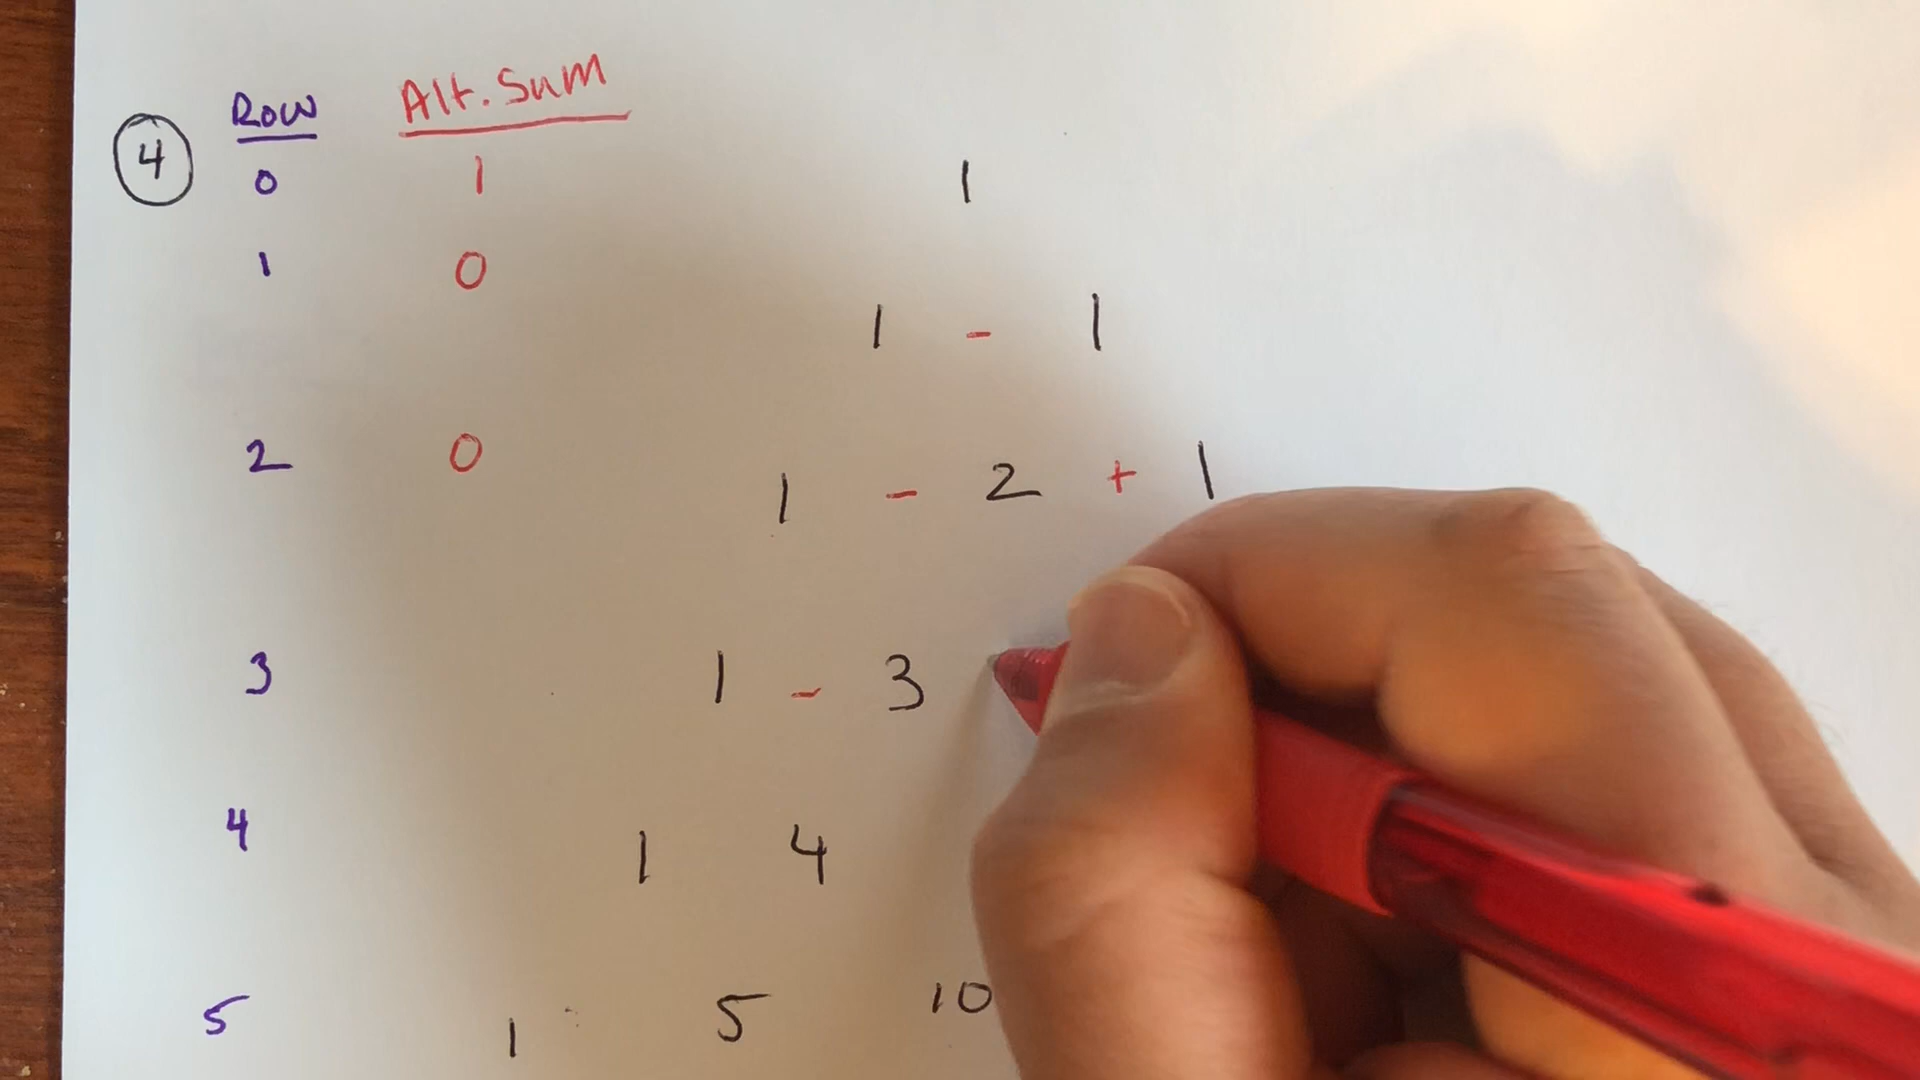 ④ Row Alt. Sum
0 1 1
1 0 1 - 1
2 0 1 - 2 + 1
3 1 - 3
4 1 4
5 1 5 10